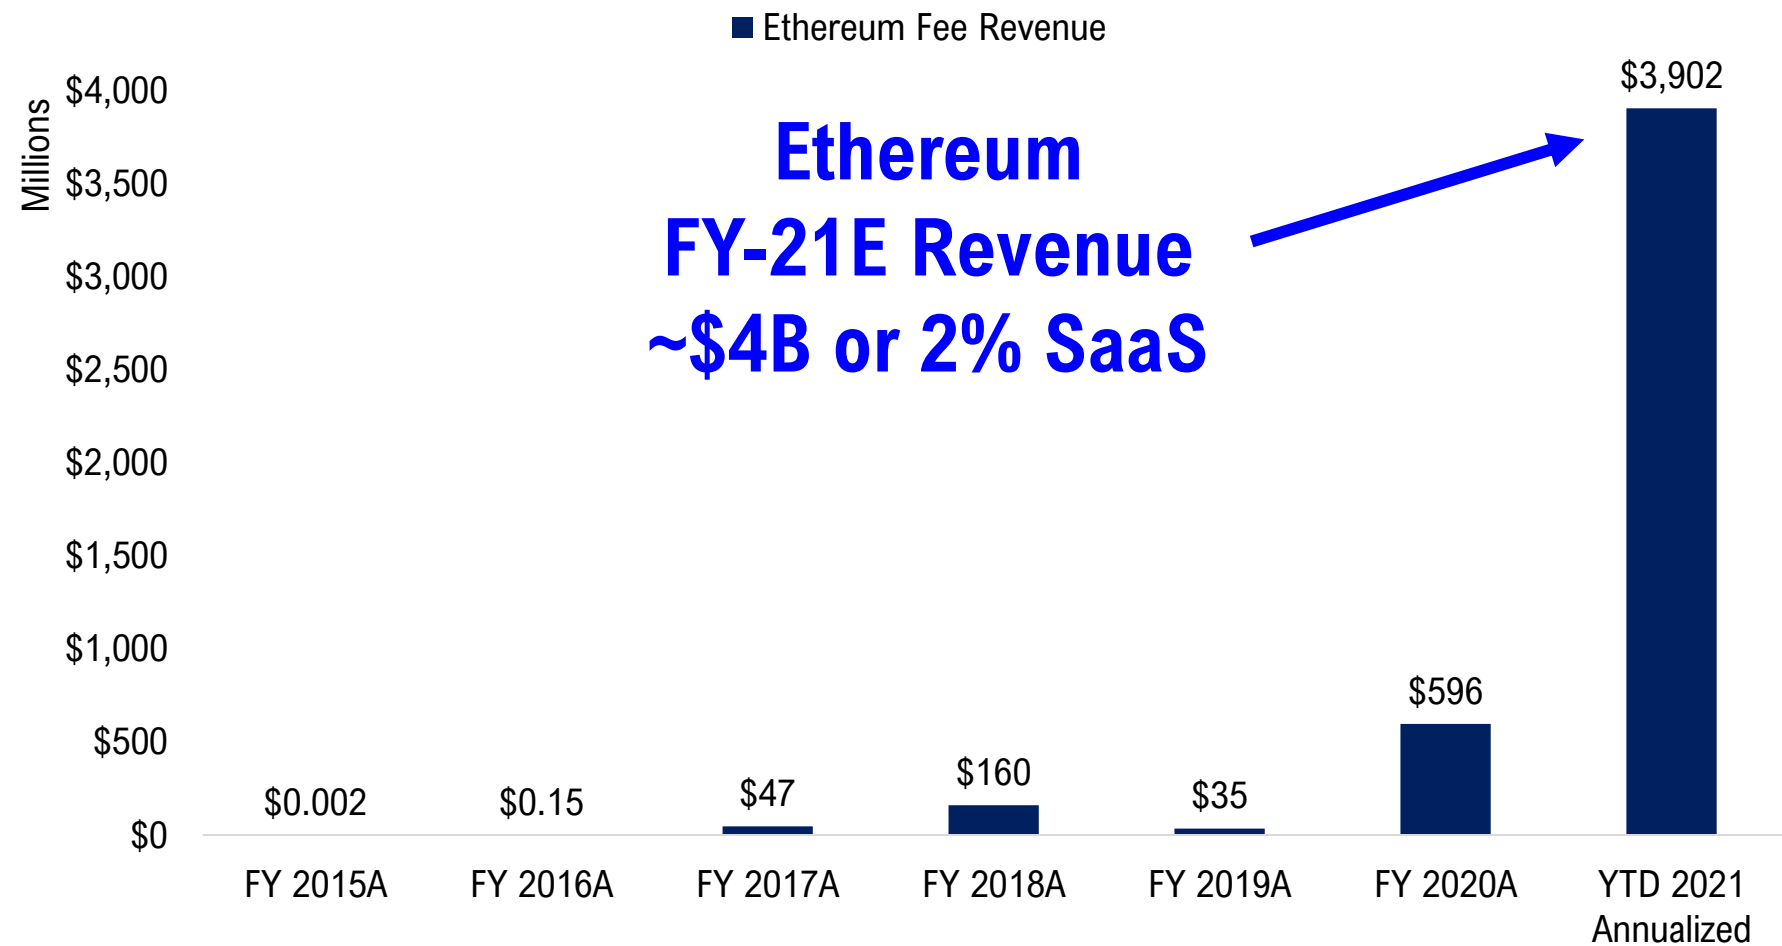 Ethereum Fee Revenue
Millions
$4,000
$3,500
$3,000
$2,500
$2,000
$1,500
$1,000
$500
$0
Ethereum
FY-21E Revenue
~$4B or 2% SaaS
$0.002
$0.15
$47
$160
$35
$596
$3,902
FY 2015A
FY 2016A
FY 2017A
FY 2018A
FY 2019A
FY 2020A
YTD 2021
Annualized